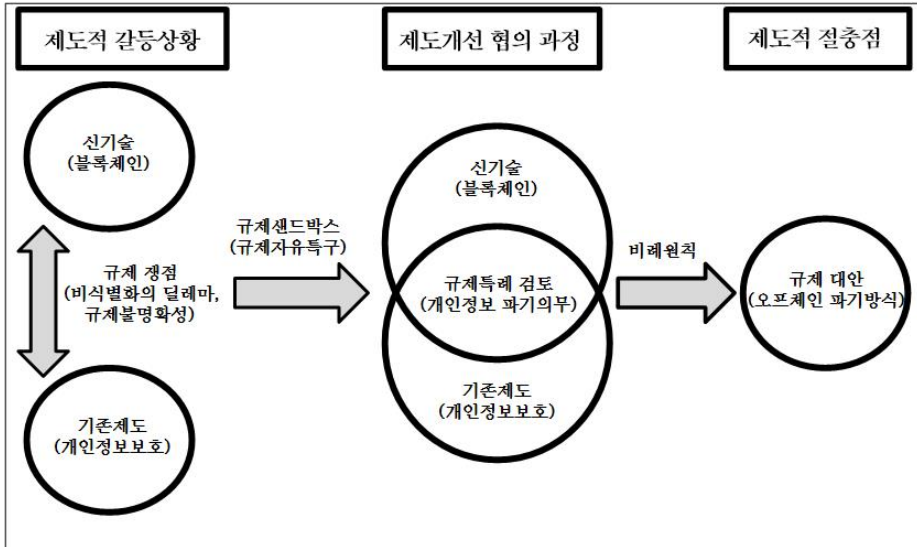 제도적 갈등상황
제도개선 협의 과정
제도적 절충점
신기술
(블록체인)
규제 쟁점
(비식별화의 딜레마,
규제불명확성)
기존제도
(개인정보보호)
규제샌드박스
(규제자유특구)
신기술
(블록체인)
규제특례 검토
(개인정보 파기의무)
기존제도
(개인정보보호)
비례원칙
규제 대안
(오프체인 파기방식)